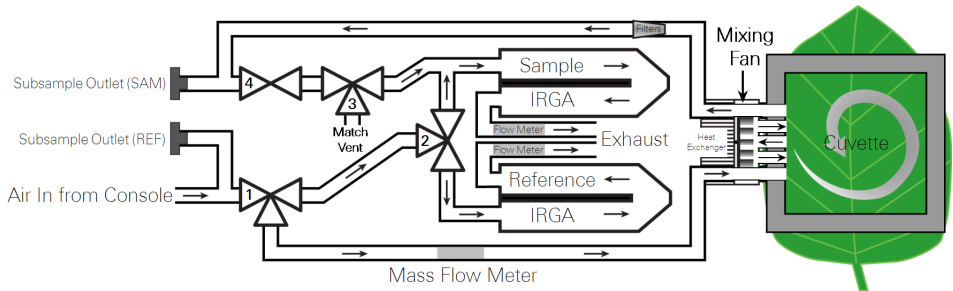 Filters
Mixing
Fan
Subsample Outlet (SAM)
4
3
Match
Vent
Sample
IRGA
Subsample Outlet (REF)
2
Flow Meter
Exhaust
Flow Meter
Heat
Exchanger
Cuvette
Air In from Console
1
Reference
IRGA
Mass Flow Meter